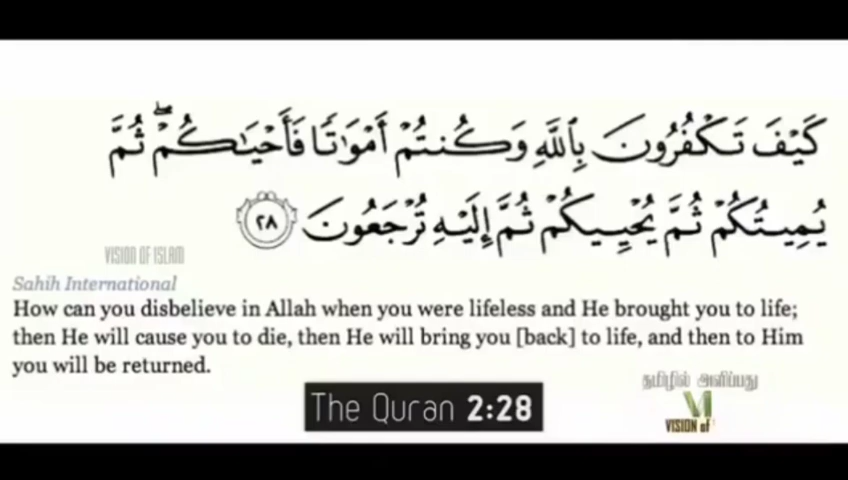 كَيْفَ تَكْفُرُونَ بِٱللَّهِ وَكُنتُمْ أَمْوَٰتًا فَأَحْيَـٰكُمْ ۖ ثُمَّ
يُمِيتُكُمْ ثُمَّ يُحْيِيكُمْ ثُمَّ إِلَيْهِ تُرْجَعُونَ ٢٨
VISION OF ISLAM
Sahih International
How can you disbelieve in Allah when you were lifeless and He brought you to life;
then He will cause you to die, then He will bring you [back] to life, and then to Him
you will be returned.
தமிழில் அளிப்பது
VI
VISION of
The Quran 2:28